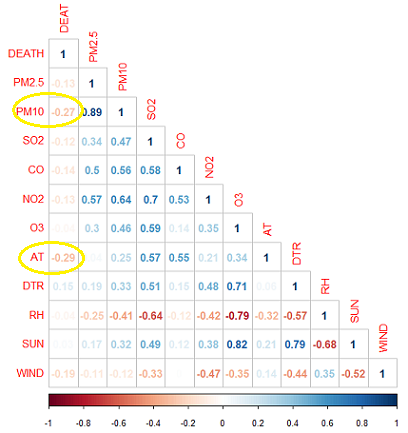 DEAT
DEATH 1 PM2.5
PM2.5 -0.13 1 PM10
PM10 -0.27 0.89 1 SO2
SO2 -0.12 0.34 0.47 1 CO
CO -0.14 0.5 0.56 0.58 1 NO2
NO2 -0.13 0.57 0.64 0.7 0.53 1 O3
O3 0.3 0.46 0.59 0.14 0.35 1 AT
AT -0.29 0.25 0.57 0.55 0.21 0.34 1 DTR
DTR 0.15 0.19 0.33 0.51 0.15 0.48 0.71 1 RH
RH -0.25 -0.41 -0.64 -0.12 -0.42 -0.79 -0.32 -0.57 1 SUN
SUN 0.17 0.32 0.49 0.12 0.38 0.82 0.21 0.79 -0.68 1 WIND
WIND -0.19 -0.11 -0.12 -0.33 -0.47 -0.35 0.14 -0.44 0.35 -0.52 1
-1 -0.8 -0.6 -0.4 -0.2 0 0.2 0.4 0.6 0.8 1